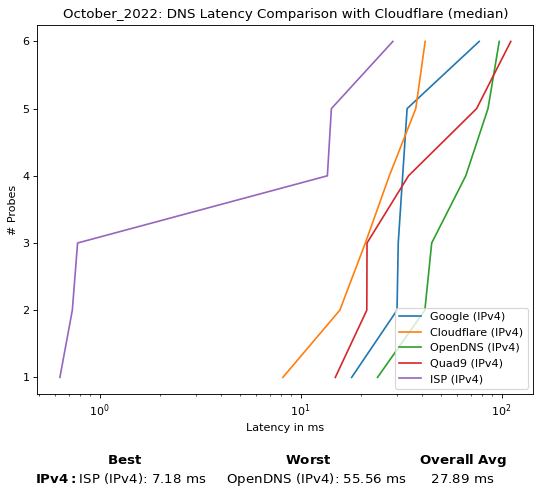 October_2022: DNS Latency Comparison with Cloudflare (median)
6
5
4
3
2
1
# Probes
Google (IPv4)
Cloudflare (IPv4)
OpenDNS (IPv4)
Quad9 (IPv4)
ISP (IPv4)
10⁰ 10¹ 10²
Latency in ms
Best Worst Overall Avg
IPv4: ISP (IPv4): 7.18 ms OpenDNS (IPv4): 55.56 ms 27.89 ms